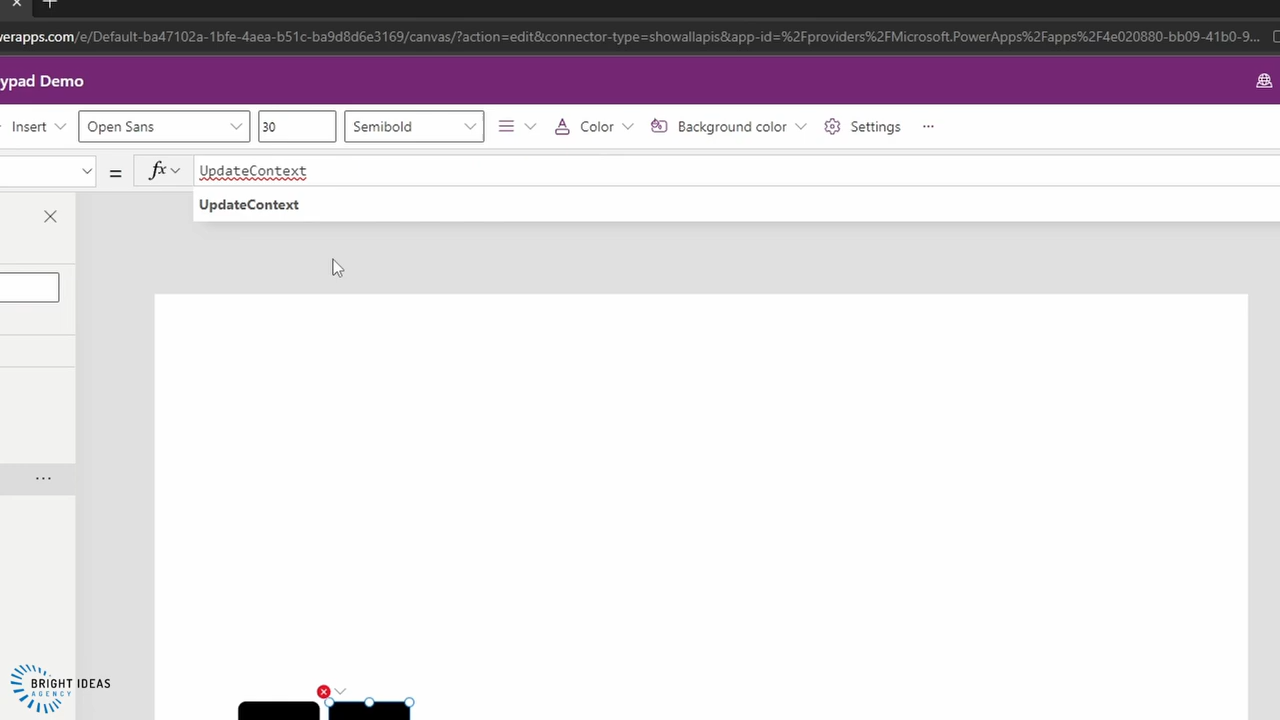 werapps.com/e/Default-ba47102a-1bfe-4aea-b51c-ba9d8d6e3169/canvas/?action=edit&connector-type=showallapis&app-id=%2Fproviders%2FMicrosoft.PowerApps%2Fapps%2F4e020880-bb09-41b0-9...
ypad Demo
Insert Open Sans 30 Semibold Color Background color Settings ...
= fx UpdateContext
UpdateContext
...
BRIGHT IDEAS
AGENCY